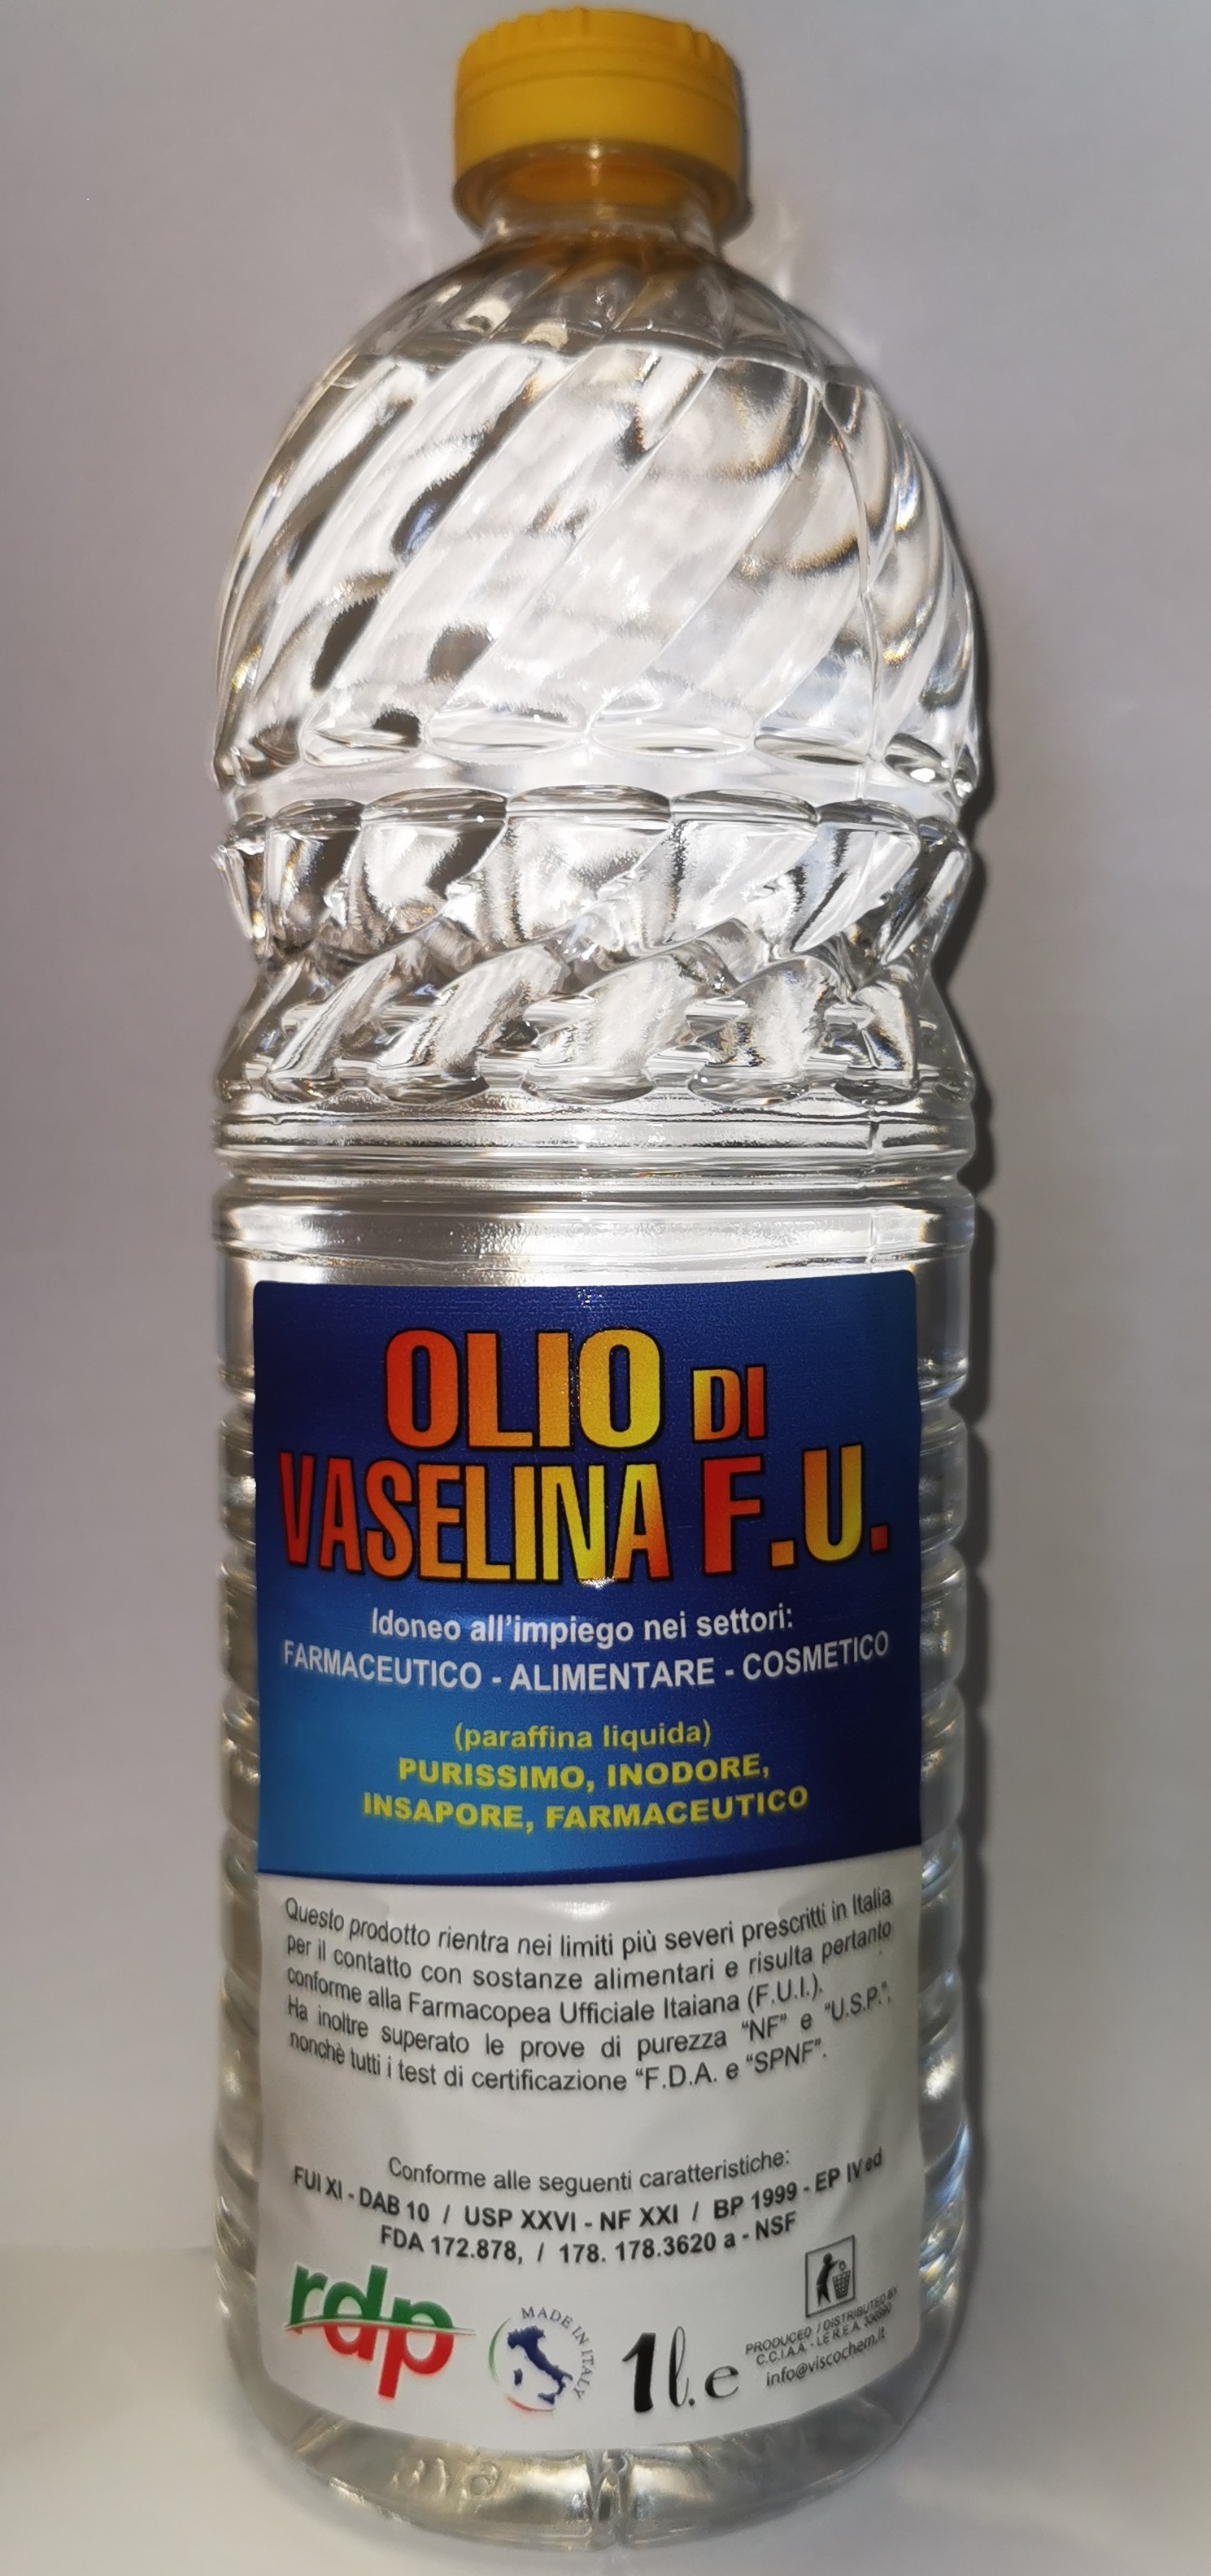 OLIO DI
VASELINA F.U.
Idoneo all'impiego nei settori:
FARMACEUTICO - ALIMENTARE - COSMETICO
(paraffina liquida)
PURISSIMO, INODORE,
INSAPORE, FARMACEUTICO
Questo prodotto rientra nei limiti più severi prescritti in Italia
per il contatto con sostanze alimentari e risulta pertanto
conforme alla Farmacopea Ufficiale Itaiana (F.U.I.).
Ha inoltre superato le prove di purezza “NF” e “U.S.P.”,
nonchè tutti i test di certificazione “F.D.A. e “SPNF”.
Conforme alle seguenti caratteristiche:
FUI XI - DAB 10 / USP XXVI - NF XXI / BP 1999 - EP IV ed
FDA 172.878, / 178. 178.3620 a - NSF
rdp
MADE IN ITALY
1l.e
PRODUCED / DISTRIBUTED BY
C.C.I.A.A. - LE R.E.A. 336890
info@viscochem.it